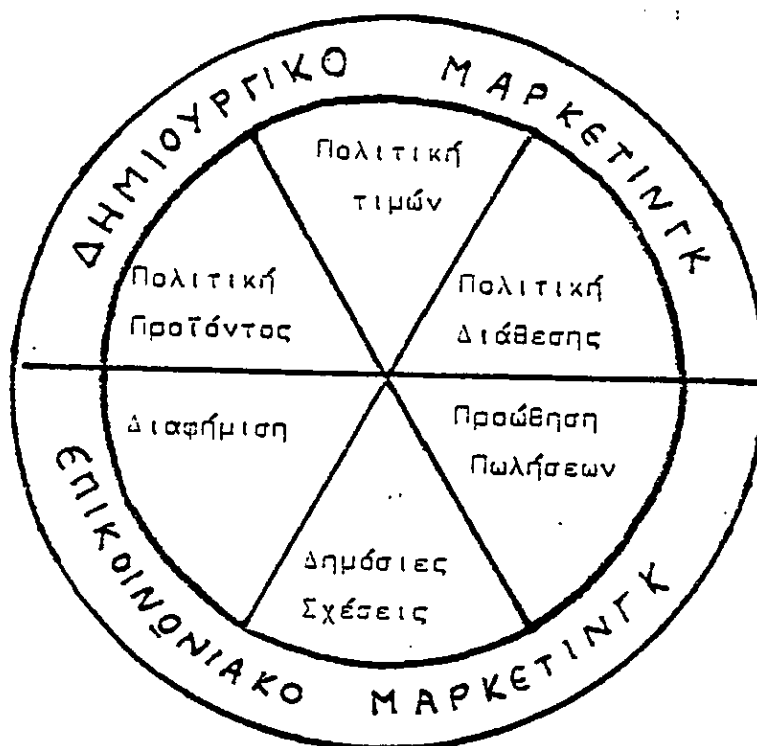 ΔΗΜΙΟΥΡΓΙΚΟ ΜΑΡΚΕΤΙΝΓΚ
Πολιτική
τιμών
Πολιτική
Προϊόντος
Πολιτική
Διάθεσης
Διαφήμιση
Προώθηση
Πωλήσεων
Δημόσιες
Σχέσεις
ΕΠΙΚΟΙΝΩΝΙΑΚΟ ΜΑΡΚΕΤΙΝΓΚ